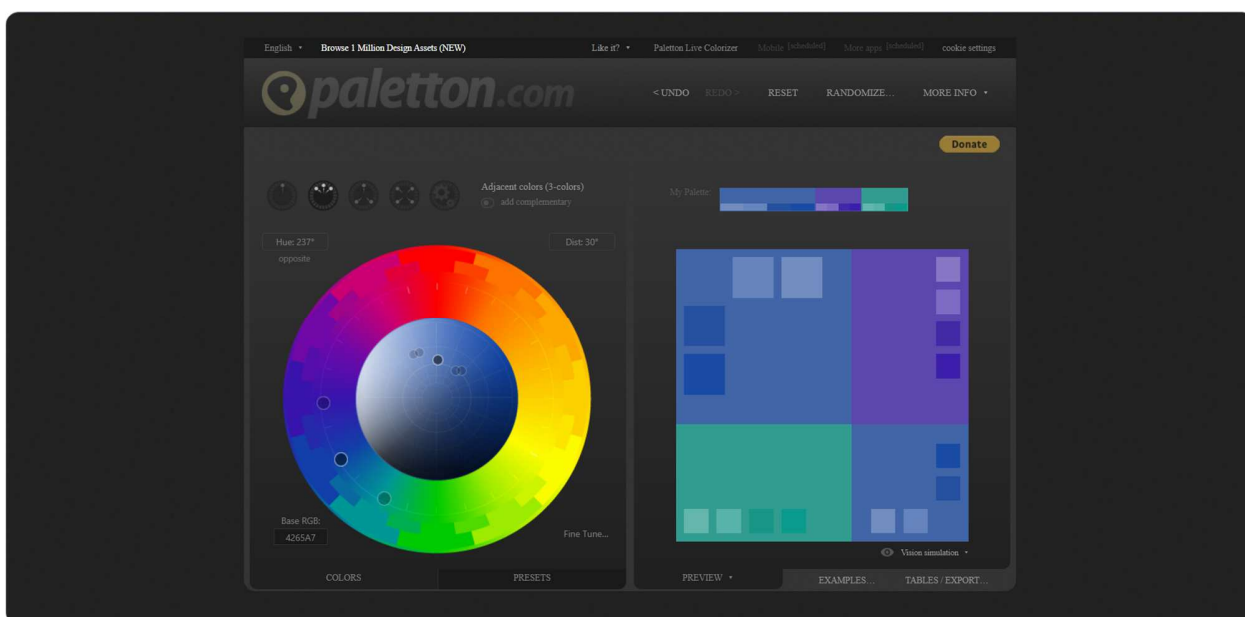 English ▾ Browse 1 Million Design Assets (NEW) Like it? ▾ Paletton Live Colorizer Mobile [scheduled] More apps [scheduled] cookie settings
paletton.com
< UNDO REDO > RESET RANDOMIZE... MORE INFO ▾
Donate
Adjacent colors (3-colors)
add complementary
Hue: 237° Dist: 30°
opposite
Base RGB:
4265A7
Fine Tune...
COLORS PRESETS
My Palette:
Vision simulation ▾
PREVIEW ▾ EXAMPLES... TABLES / EXPORT...